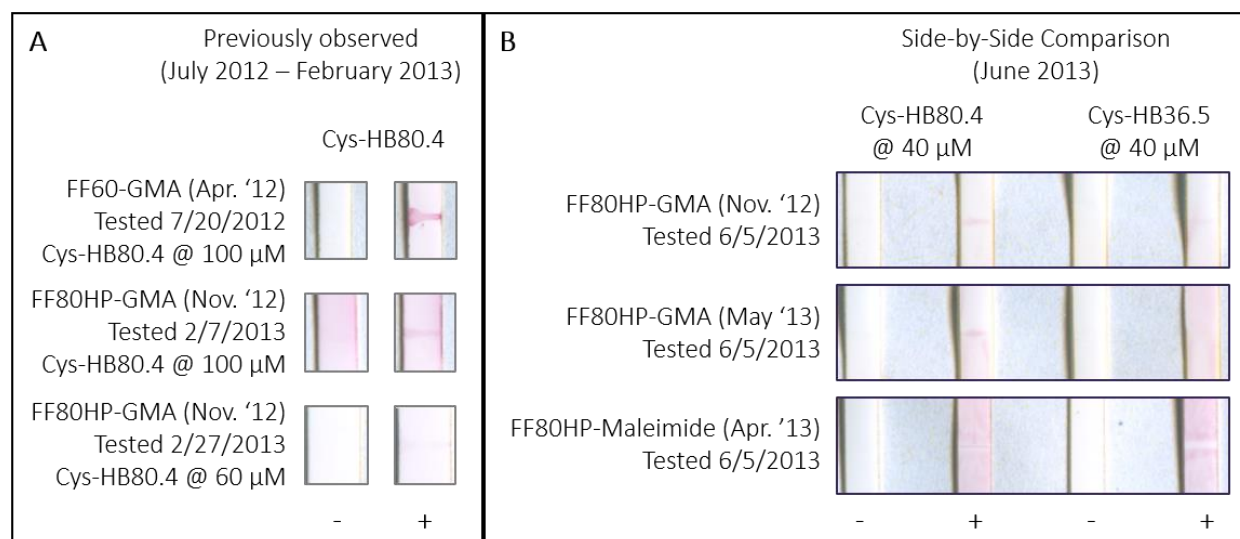 A
Previously observed
(July 2012 – February 2013)
Cys-HB80.4
FF60-GMA (Apr. ‘12)
Tested 7/20/2012
Cys-HB80.4 @ 100 µM
FF80HP-GMA (Nov. ‘12)
Tested 2/7/2013
Cys-HB80.4 @ 100 µM
FF80HP-GMA (Nov. ‘12)
Tested 2/27/2013
Cys-HB80.4 @ 60 µM
- +
B
Side-by-Side Comparison
(June 2013)
Cys-HB80.4
@ 40 µM
Cys-HB36.5
@ 40 µM
FF80HP-GMA (Nov. ‘12)
Tested 6/5/2013
FF80HP-GMA (May ‘13)
Tested 6/5/2013
FF80HP-Maleimide (Apr. ’13)
Tested 6/5/2013
- + - +